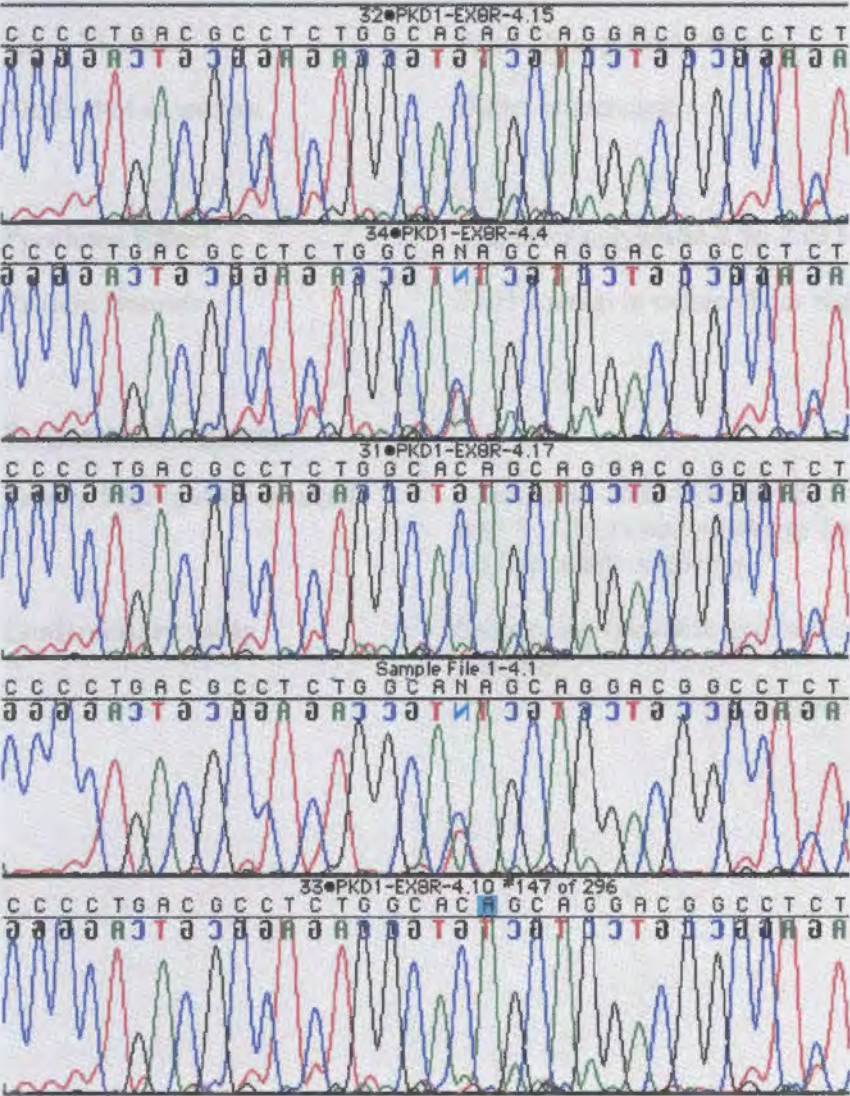 32●PKD1-EX8R-4.15
C C C C T G A C G C C T C T G G C A C A G C A G G A C G G C C T C T
G G G G A C T G C G G A G A C C G T G T C G T C C T G C C G G A G A
34●PKD1-EX8R-4.4
C C C C T G A C G C C T C T G G C A N A G C A G G A C G G C C T C T
G G G G A C T G C G G A G A C C G T N T C G T C C T G C C G G A G A
31●PKD1-EX8R-4.17
C C C C T G A C G C C T C T G G C A C A G C A G G A C G G C C T C T
G G G G A C T G C G G A G A C C G T G T C G T C C T G C C G G A G A
Sample File 1-4.1
C C C C T G A C G C C T C T G G C A N A G C A G G A C G G C C T C T
G G G G A C T G C G G A G A C C G T N T C G T C C T G C C G G A G A
33●PKD1-EX8R-4.10 #147 of 296
C C C C T G A C G C C T C T G G C A C A G C A G G A C G G C C T C T
G G G G A C T G C G G A G A C C G T G T C G T C C T G C C G G A G A